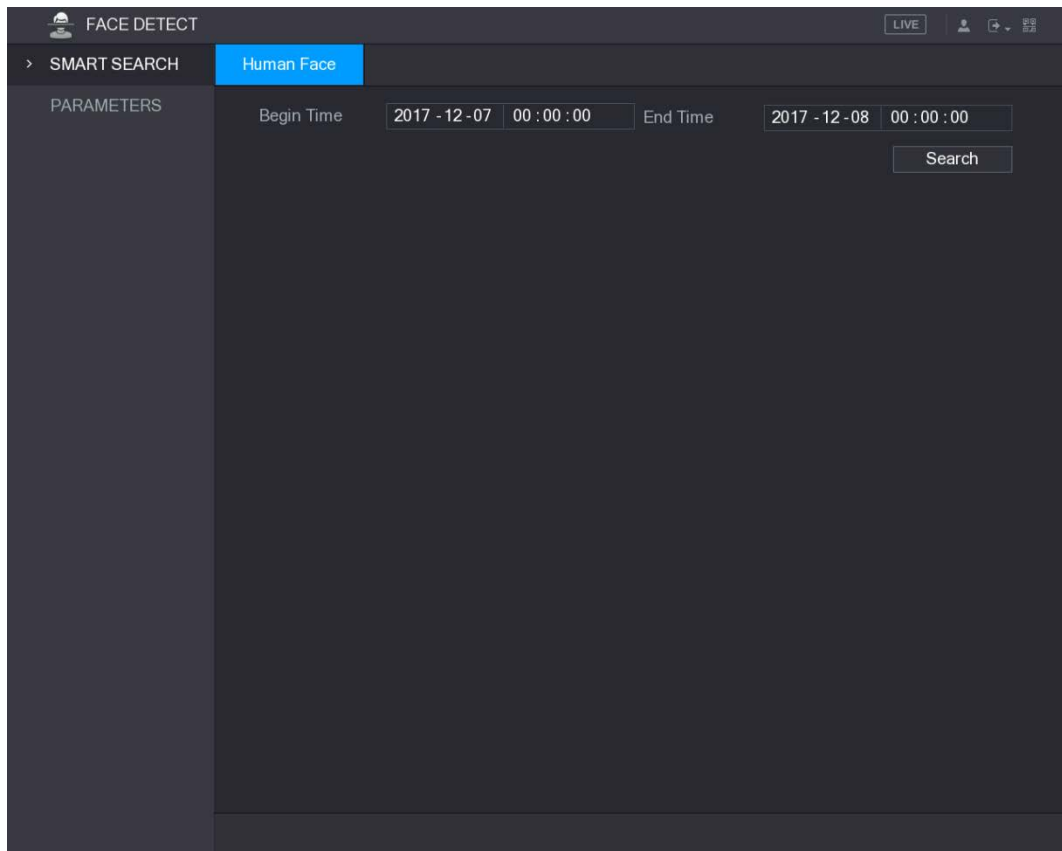 FACE DETECT LIVE
> SMART SEARCH Human Face
PARAMETERS
Begin Time 2017 - 12 - 07 00 : 00 : 00 End Time 2017 - 12 - 08 00 : 00 : 00
Search